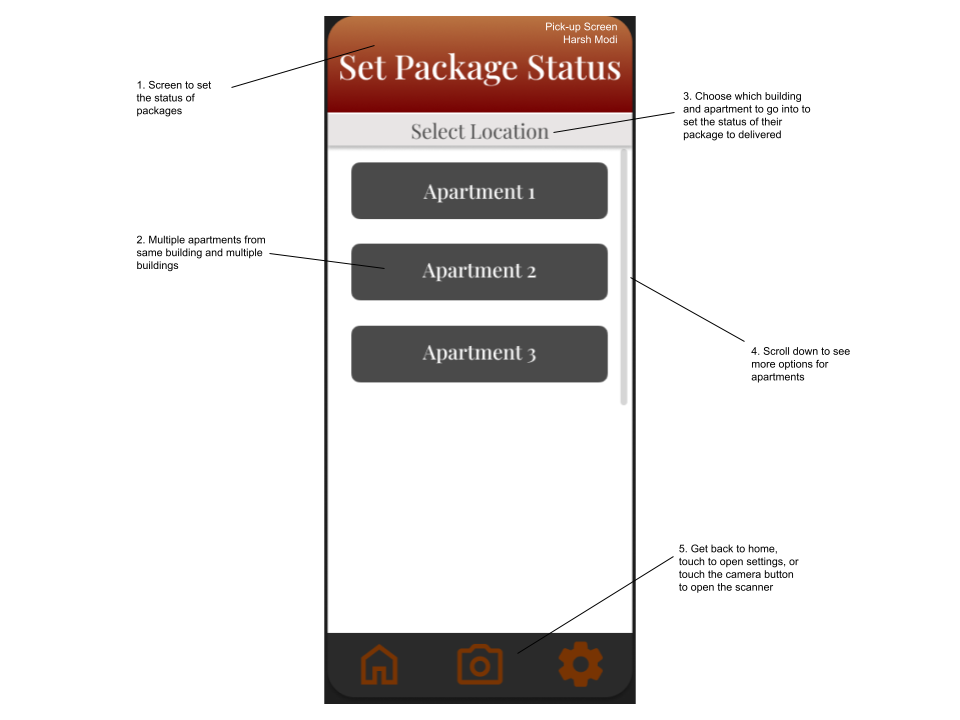 Pick-up Screen
Harsh Modi
Set Package Status
1. Screen to set
the status of
packages
3. Choose which building
and apartment to go into to
set the status of their
package to delivered
Select Location
Apartment 1
2. Multiple apartments from
same building and multiple
buildings
Apartment 2
Apartment 3
4. Scroll down to see
more options for
apartments
5. Get back to home,
touch to open settings, or
touch the camera button
to open the scanner